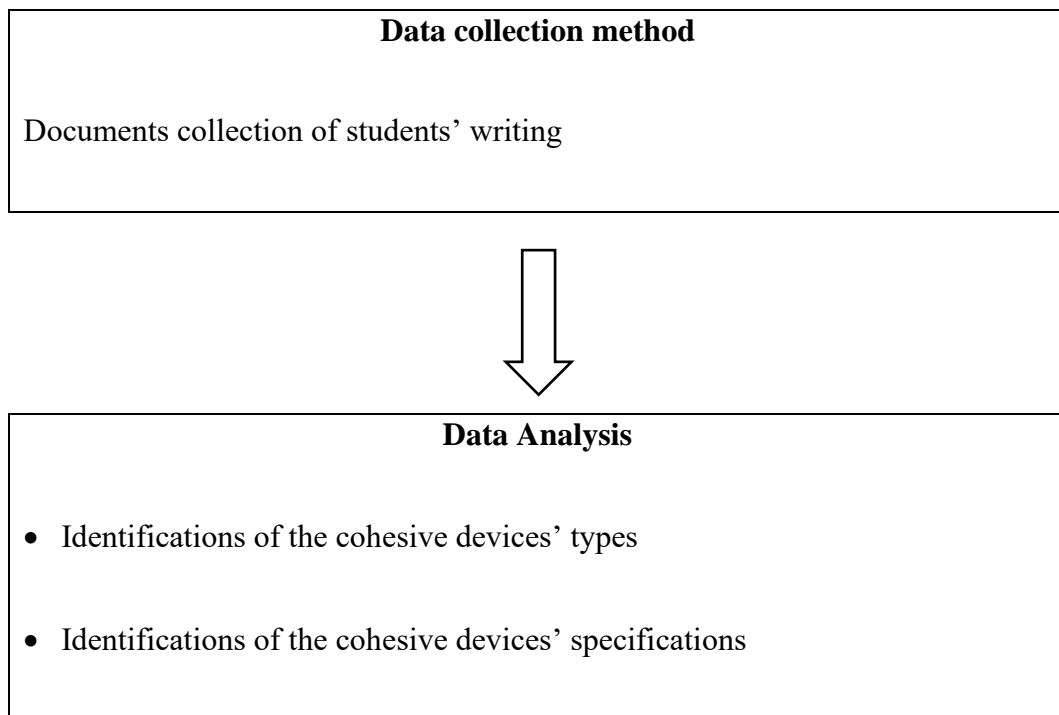 Data collection method
Documents collection of students’ writing
Data Analysis
• Identifications of the cohesive devices’ types
• Identifications of the cohesive devices’ specifications